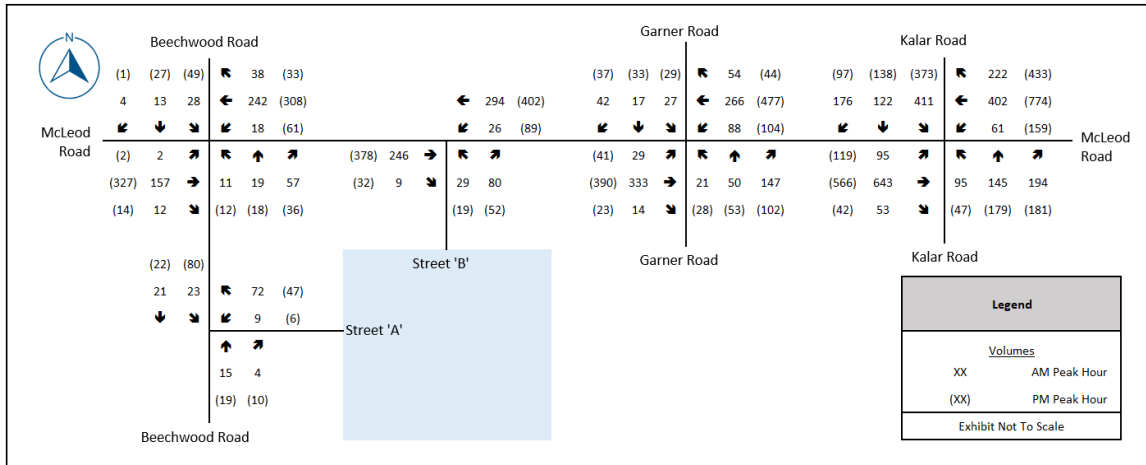 Beechwood Road
Garner Road
Kalar Road
(1) (27) (49) 38 (33)
4 13 28 242 (308)
18 (61)
294 (402)
26 (89)
(37) (33) (29) 54 (44)
42 17 27 266 (477)
88 (104)
(97) (138) (373) 222 (433)
176 122 411 402 (774)
61 (159)
McLeod
Road
McLeod
Road
(2) 2
(327) 157 11 19 57
(14) 12 (12) (18) (36)
(378) 246
(32) 9 29 80
(19) (52)
(41) 29
(390) 333 21 50 147
(23) 14 (28) (53) (102)
(119) 95
(566) 643 95 145 194
(42) 53 (47) (179) (181)
Street 'B'
Garner Road
Kalar Road
(22) (80)
21 23 72 (47)
9 (6)
Street 'A'
15 4
(19) (10)
Beechwood Road
Legend
Volumes
XX AM Peak Hour
(XX) PM Peak Hour
Exhibit Not To Scale